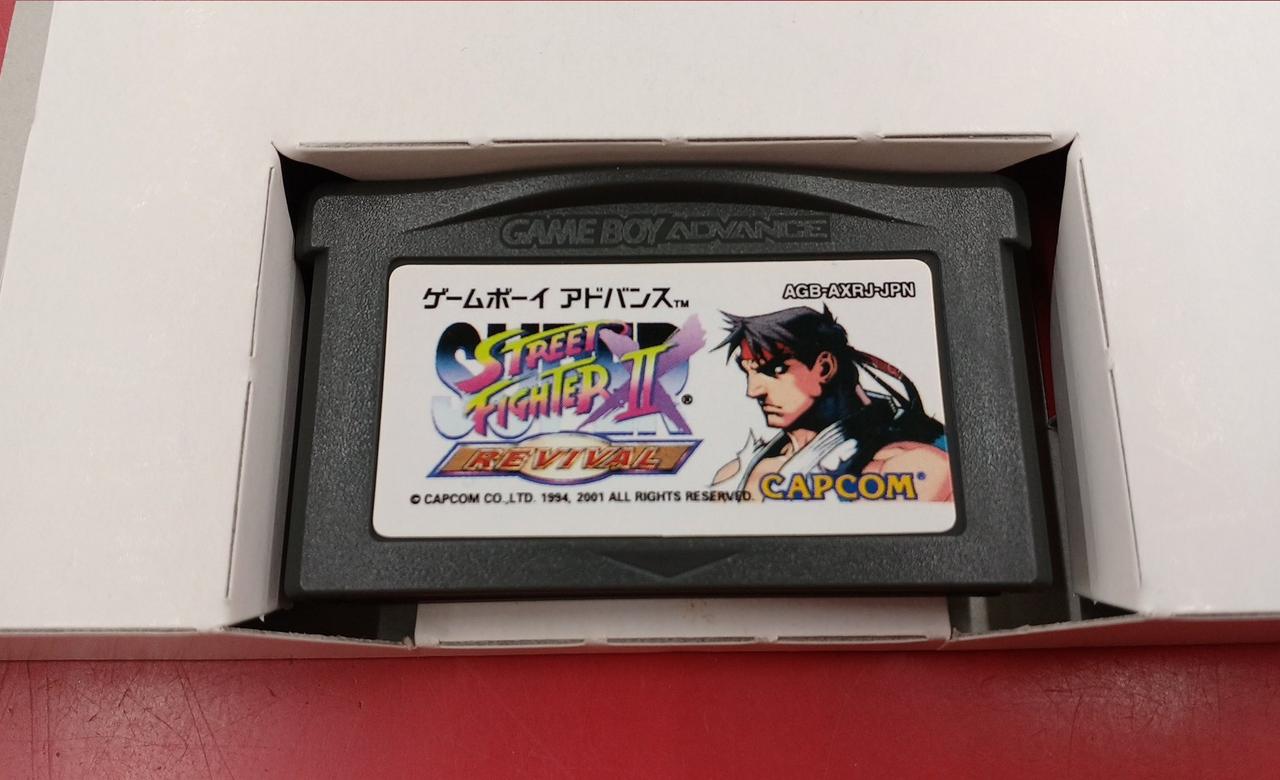 GAME BOY ADVANCE
ゲームボーイ アドバンス™
AGB-AXRJ-JPN
SUPER
STREET
FIGHTER II X®
REVIVAL
© CAPCOM CO.,LTD. 1994, 2001 ALL RIGHTS RESERVED.
CAPCOM®